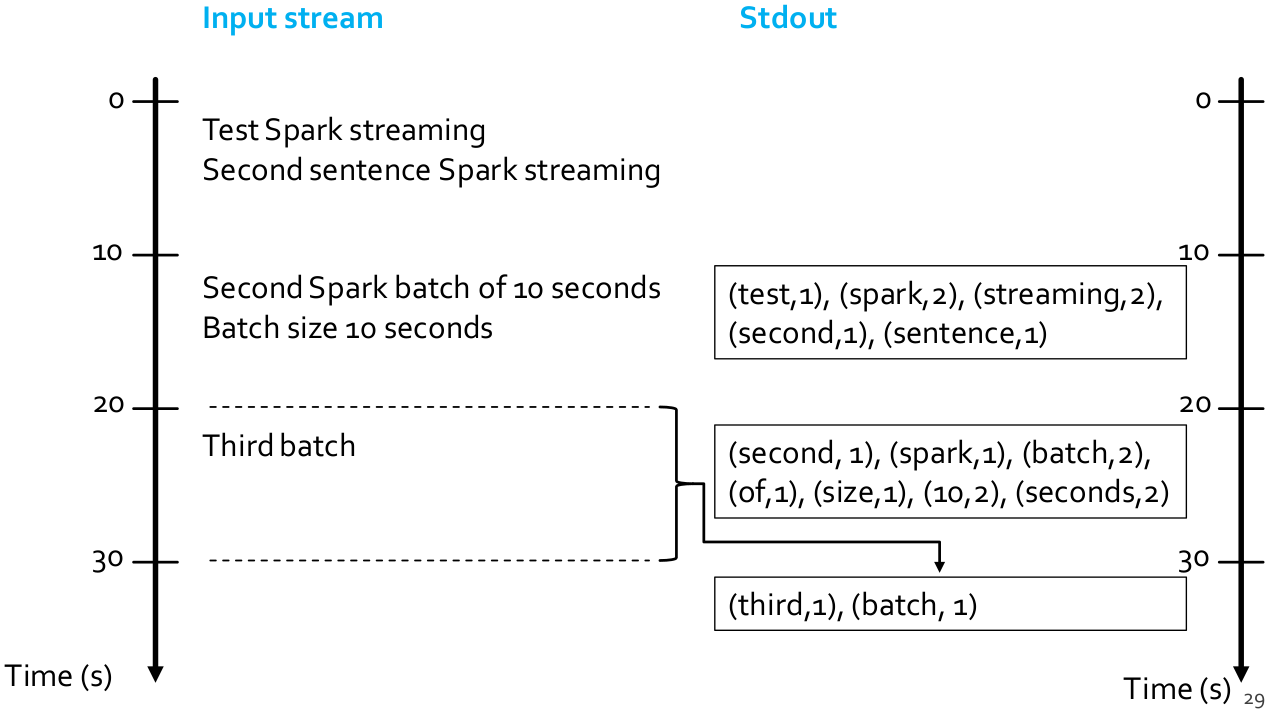 Input stream
Stdout
0
0
Test Spark streaming
Second sentence Spark streaming
10
10
Second Spark batch of 10 seconds
Batch size 10 seconds
(test,1), (spark,2), (streaming,2),
(second,1), (sentence,1)
20
20
Third batch
(second, 1), (spark,1), (batch,2),
(of,1), (size,1), (10,2), (seconds,2)
30
30
(third,1), (batch, 1)
Time (s)
Time (s)
29